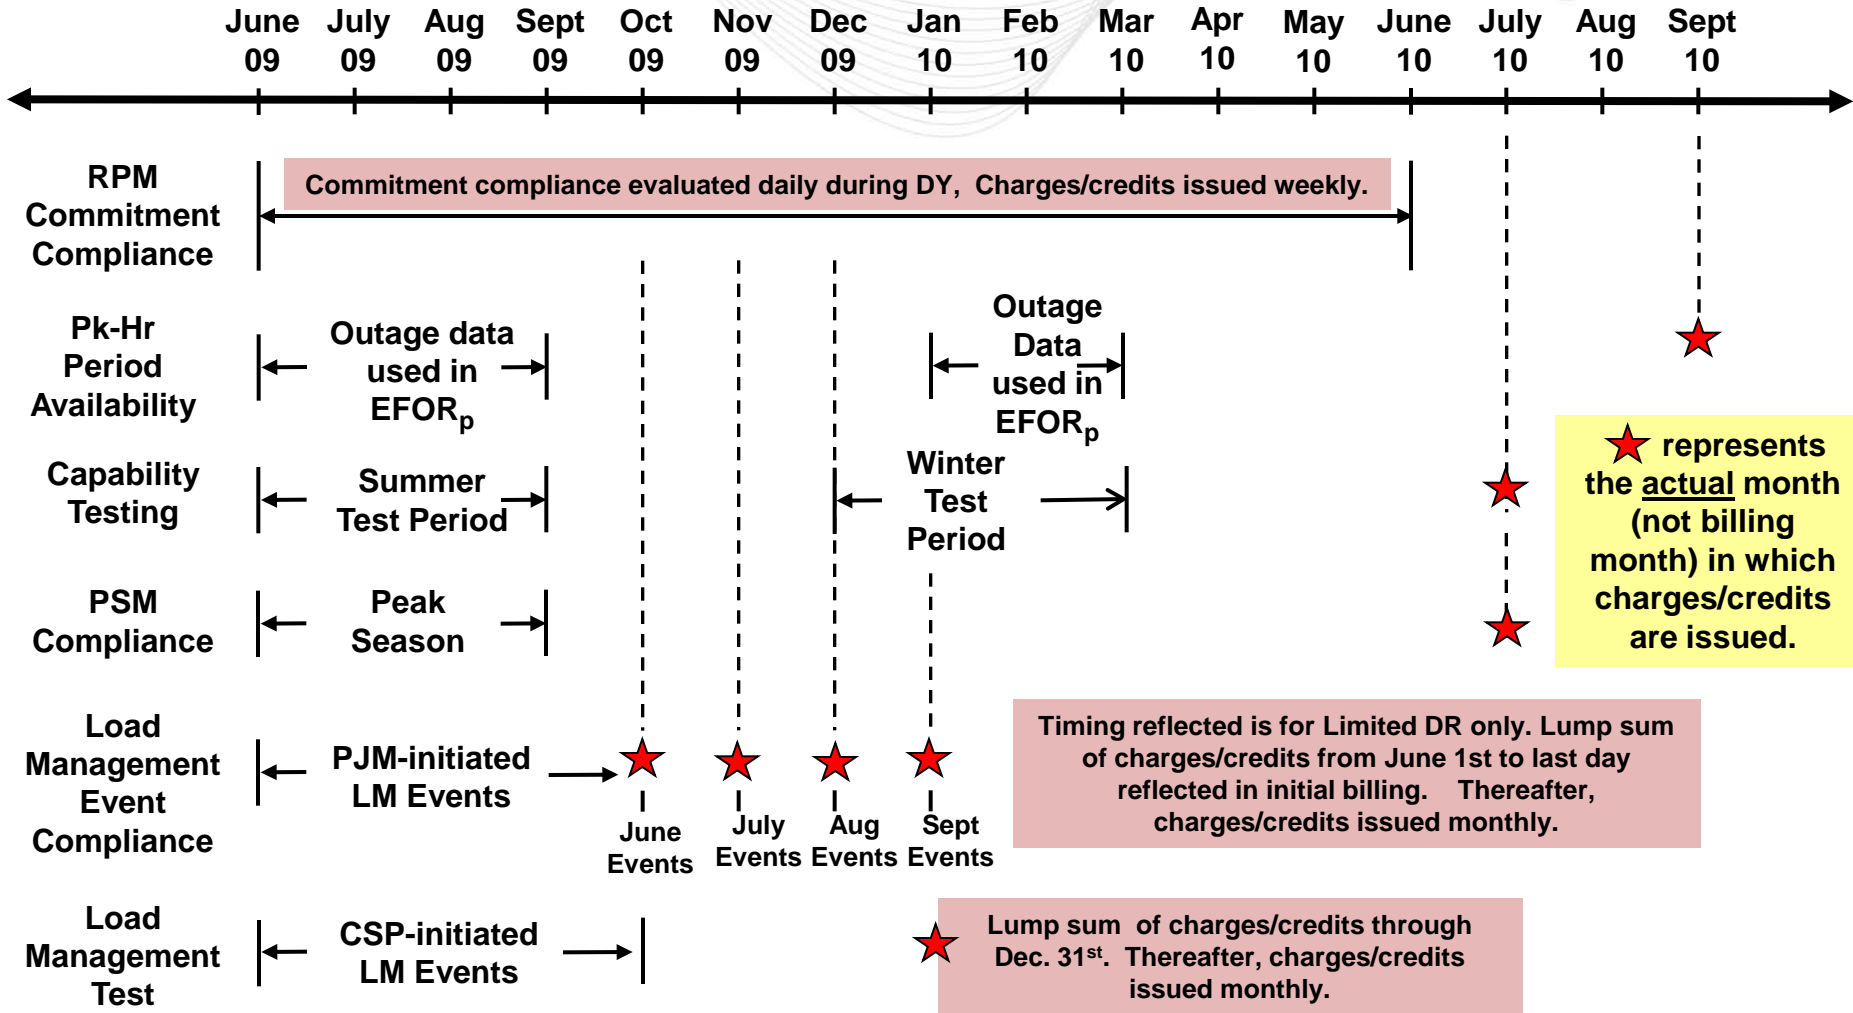 June July Aug Sept Oct Nov Dec Jan Feb Mar Apr May June July Aug Sept
09 09 09 09 09 09 09 10 10 10 10 10 10 10 10 10
RPM
Commitment
Compliance
Commitment compliance evaluated daily during DY, Charges/credits issued weekly.
Pk-Hr
Period
Availability
Outage data
used in
EFORp
Outage
Data
used in
EFORp
Capability
Testing
Summer
Test Period
Winter
Test
Period
represents
the actual month
(not billing
month) in which
charges/credits
are issued.
PSM
Compliance
Peak
Season
Load
Management
Event
Compliance
PJM-initiated
LM Events
June
Events
July
Events
Aug
Events
Sept
Events
Timing reflected is for Limited DR only. Lump sum
of charges/credits from June 1st to last day
reflected in initial billing. Thereafter,
charges/credits issued monthly.
Load
Management
Test
CSP-initiated
LM Events
Lump sum of charges/credits through
Dec. 31st. Thereafter, charges/credits
issued monthly.